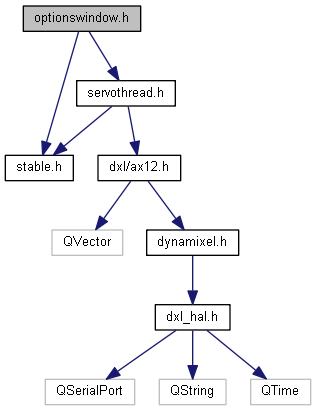 optionswindow.h
servothread.h
stable.h
dxl/ax12.h
QVector
dynamixel.h
dxl_hal.h
QSerialPort
QString
QTime